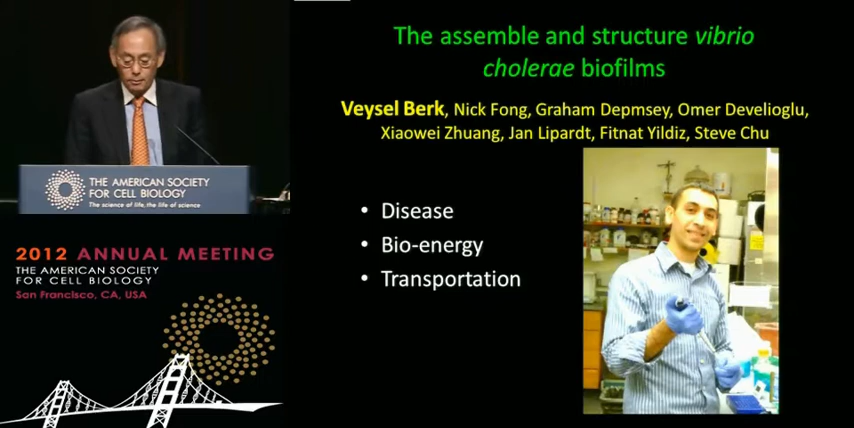 THE AMERICAN SOCIETY
FOR CELL BIOLOGY
The science of life, the life of science
2012 ANNUAL MEETING
THE AMERICAN SOCIETY
FOR CELL BIOLOGY
San Francisco, CA, USA
The assemble and structure vibrio
cholerae biofilms
Veysel Berk, Nick Fong, Graham Depmsey, Omer Develioglu,
Xiaowei Zhuang, Jan Lipardt, Fitnat Yildiz, Steve Chu
• Disease
• Bio-energy
• Transportation